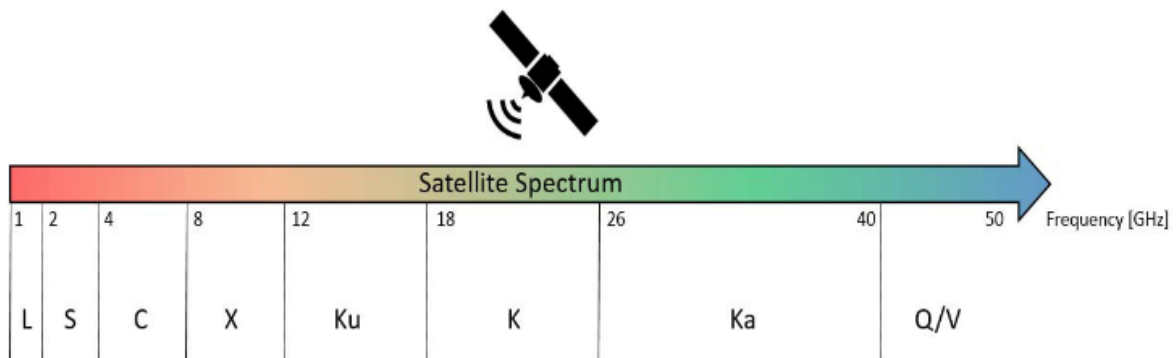 Satellite Spectrum
1 2 4 8 12 18 26 40 50 Frequency [GHz]
L S C X Ku K Ka Q/V